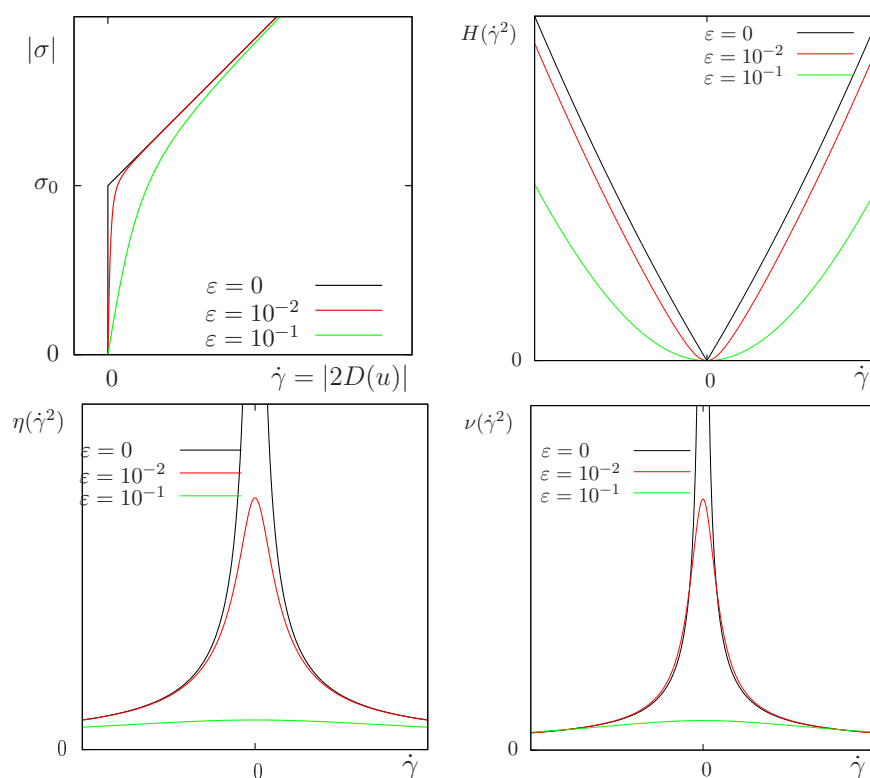 |σ|
σ₀
0
ε = 0
ε = 10⁻²
ε = 10⁻¹
0
γ̇ = |2D(u)|
H(γ̇²)
ε = 0
ε = 10⁻²
ε = 10⁻¹
0
0
γ̇
η(γ̇²)
ε = 0
ε = 10⁻²
ε = 10⁻¹
0
0
γ̇
ν(γ̇²)
ε = 0
ε = 10⁻²
ε = 10⁻¹
0
0
γ̇